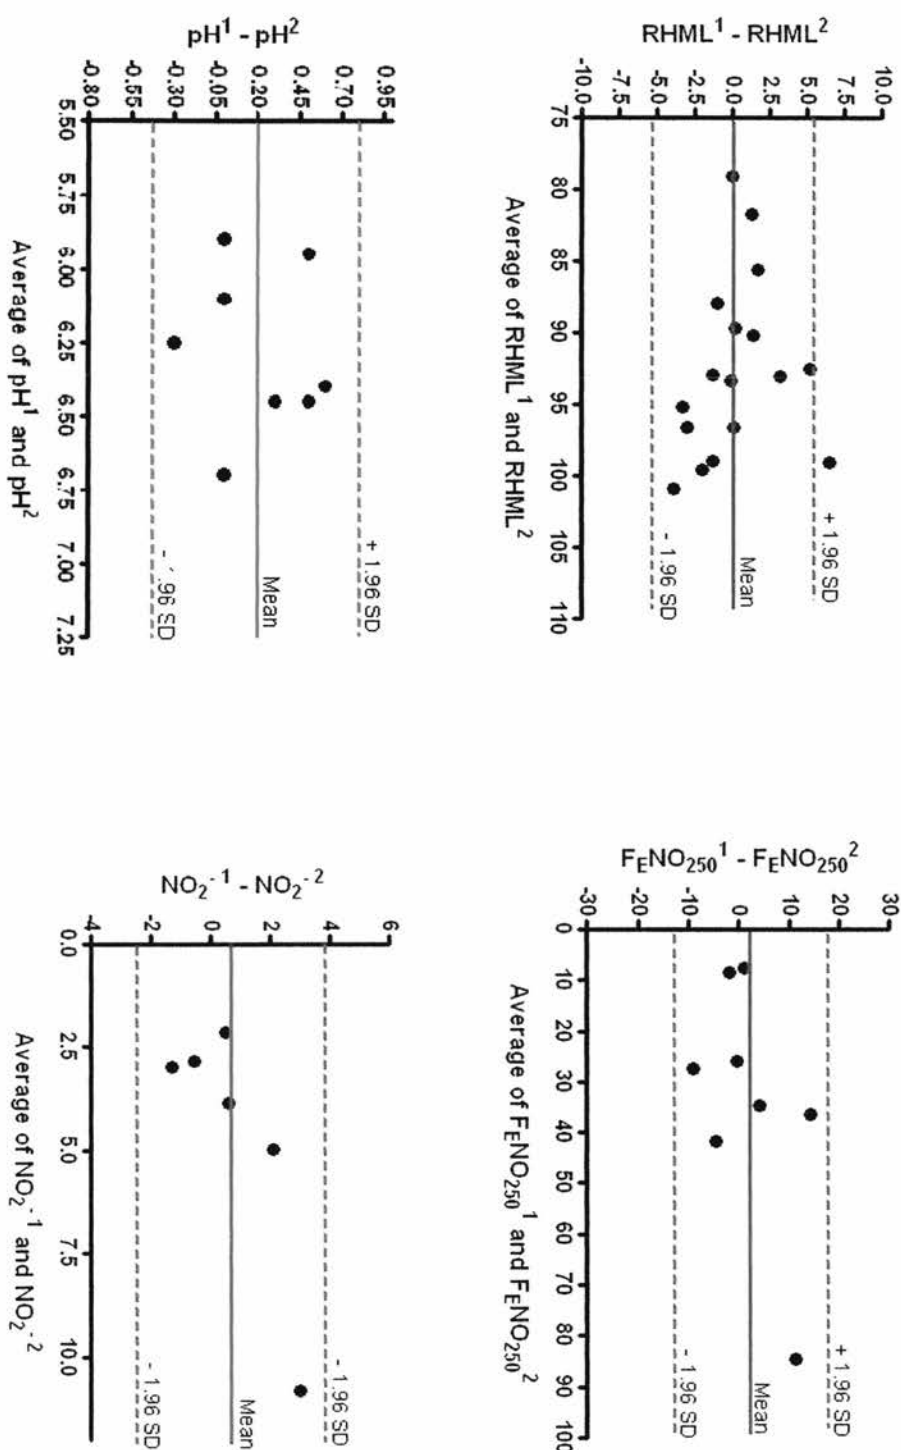 RHML¹ - RHML²
10.0
7.5
5.0
2.5
0.0
-2.5
-5.0
-7.5
-10.0
75 80 85 90 95 100 105 110
+ 1.96 SD
Mean
- 1.96 SD
Average of RHML¹ and RHML²
FENO250¹ - FENO250²
30
20
10
0
-10
-20
-30
0 10 20 30 40 50 60 70 80 90 100
+ 1.96 SD
Mean
- 1.96 SD
Average of FENO250¹ and FENO250²
pH¹ - pH²
0.95
0.70
0.45
0.20
-0.05
-0.30
-0.55
-0.80
5.50 5.75 6.00 6.25 6.50 6.75 7.00 7.25
+ 1.96 SD
Mean
- 1.96 SD
Average of pH¹ and pH²
NO₂⁻¹ - NO₂⁻²
6
4
2
0
-2
-4
0.0 2.5 5.0 7.5 10.0
- 1.96 SD
Mean
- 1.96 SD
Average of NO₂⁻¹ and NO₂⁻²